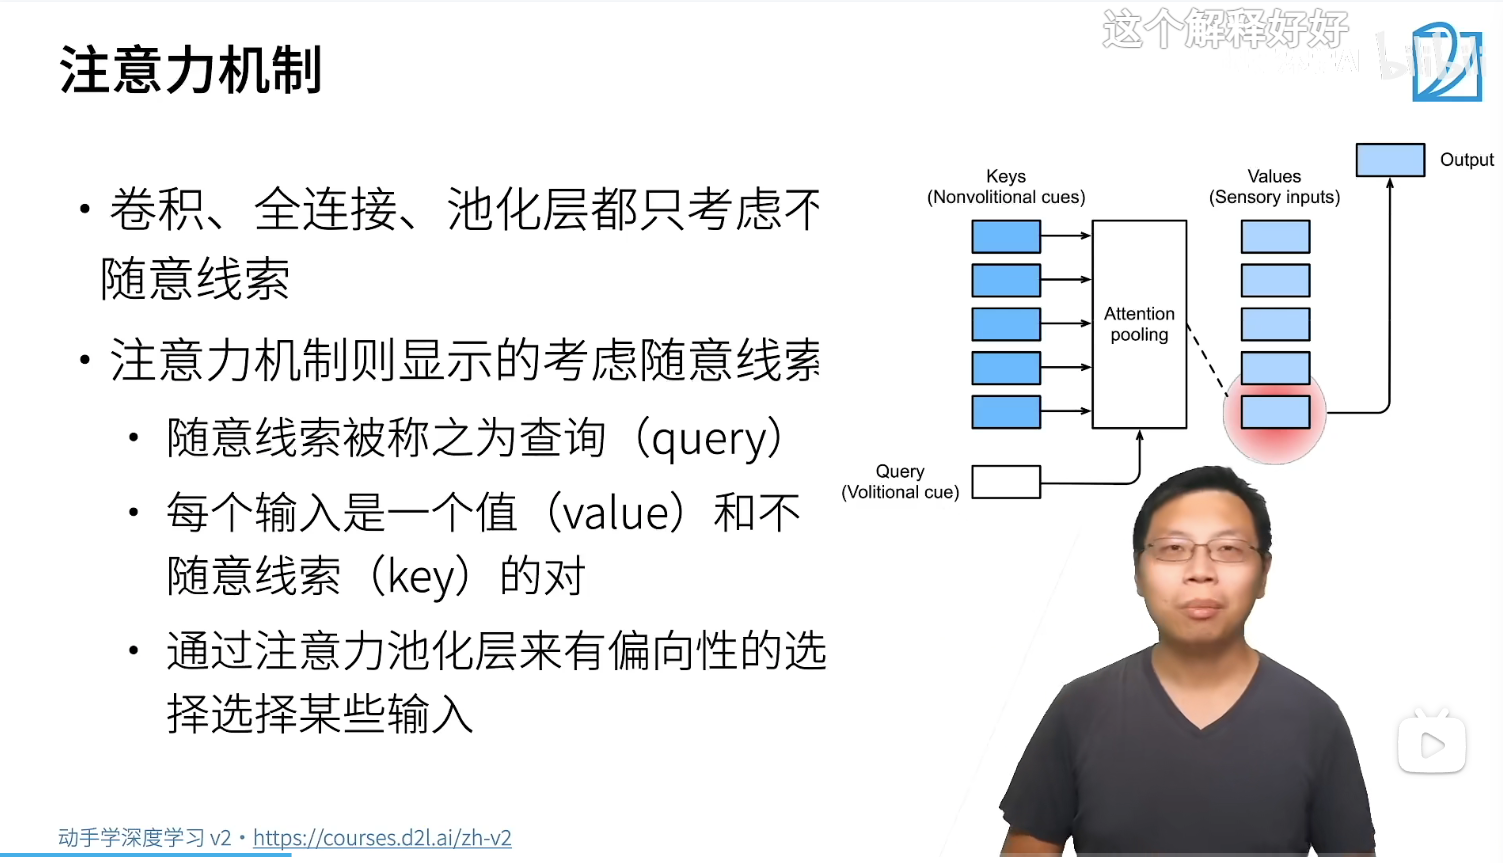 这个解释好好
bilibili
注意力机制
• 卷积、全连接、池化层都只考虑不
随意线索
• 注意力机制则显示的考虑随意线索
• 随意线索被称之为查询（query）
• 每个输入是一个值（value）和不
随意线索（key）的对
• 通过注意力池化层来有偏向性的选
择选择某些输入
Keys
(Nonvolitional cues)
Values
(Sensory inputs)
Output
Attention
pooling
Query
(Volitional cue)
动手学深度学习 v2 • https://courses.d2l.ai/zh-v2